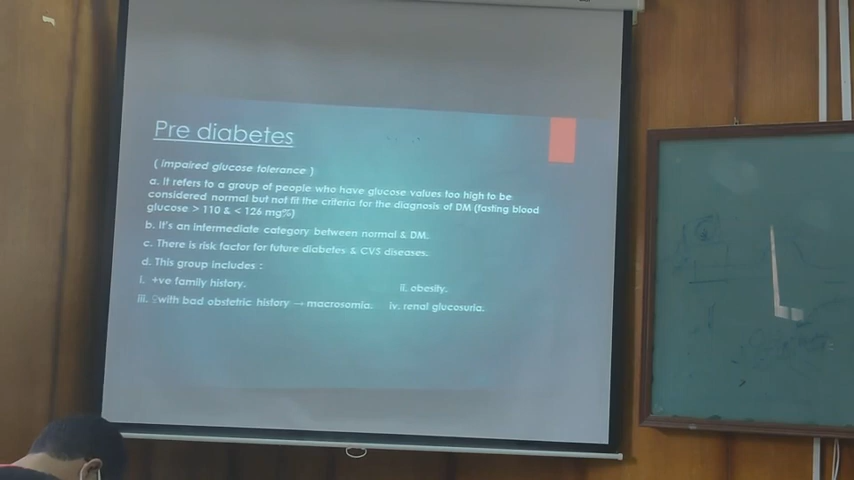 Pre diabetes
( impaired glucose tolerance )
a. It refers to a group of people who have glucose values too high to be
considered normal but not fit the criteria for the diagnosis of DM (fasting blood
glucose > 110 & < 126 mg%)
b. It's an intermediate category between normal & DM.
c. There is risk factor for future diabetes & CVS diseases.
d. This group includes :
i. +ve family history. ii. obesity.
iii. ♀with bad obstetric history → macrosomia. iv. renal glucosuria.